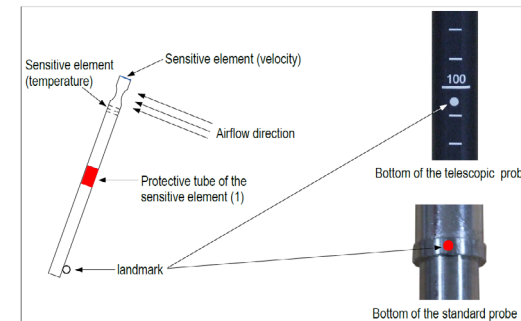 Sensitive element
(temperature)
Sensitive element (velocity)
Airflow direction
Protective tube of the
sensitive element (1)
landmark
100
Bottom of the telescopic prob
Bottom of the standard probe